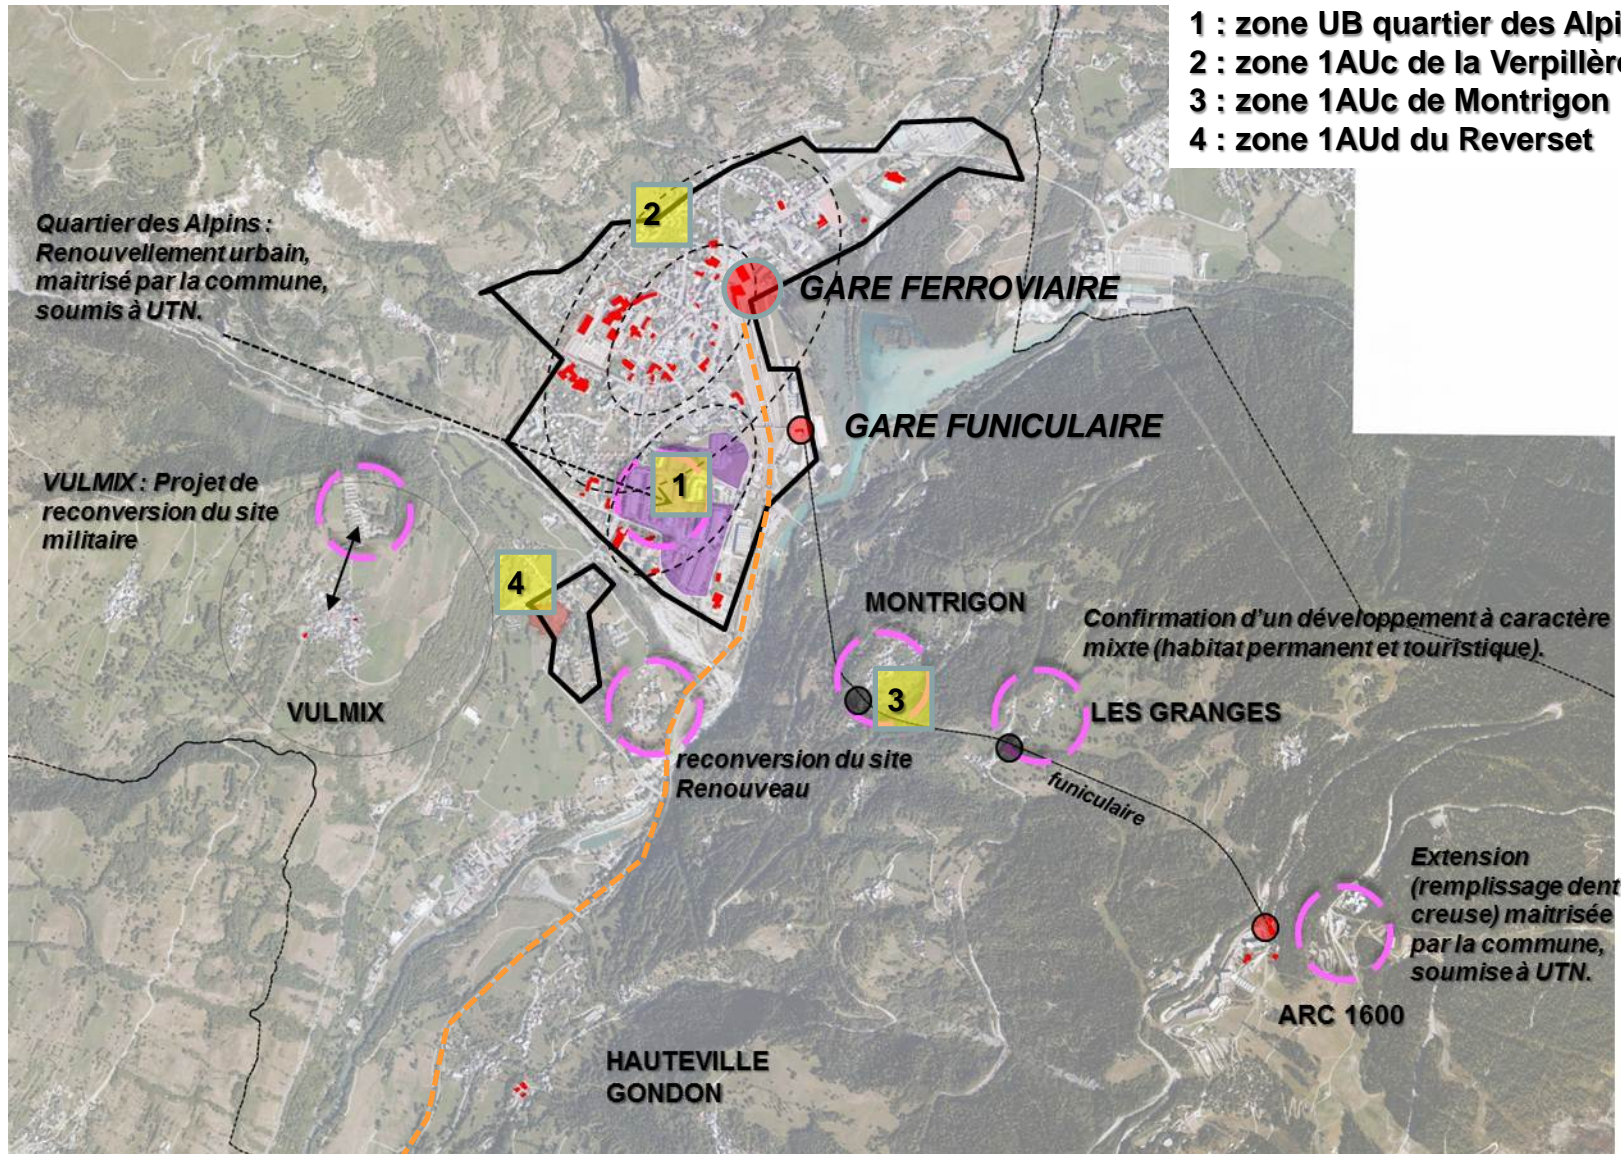 1 : zone UB quartier des Alpi
2 : zone 1AUc de la Verpillère
3 : zone 1AUc de Montrigon
4 : zone 1AUd du Reverset
Quartier des Alpins :
Renouvellement urbain,
maitrisé par la commune,
soumis à UTN.
2
GARE FERROVIAIRE
GARE FUNICULAIRE
1
VULMIX : Projet de
reconversion du site
militaire
4
MONTRIGON
Confirmation d'un développement à caractère
mixte (habitat permanent et touristique).
3
VULMIX
LES GRANGES
reconversion du site
Renouveau
funiculaire
Extension
(remplissage dent
creuse) maitrisée
par la commune,
soumise à UTN.
ARC 1600
HAUTEVILLE
GONDON